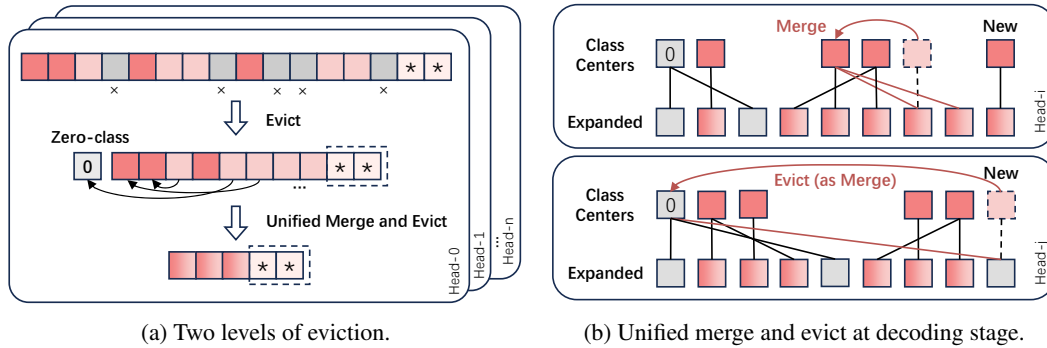 * *
× × × × ×
Evict
Zero-class
0
* *
...
Unified Merge and Evict
* *
Head-0
Head-1
...
Head-n
(a) Two levels of eviction.
Merge
New
Class
Centers
0
Expanded
Head-i
Evict (as Merge)
New
Class
Centers
0
Expanded
Head-j
(b) Unified merge and evict at decoding stage.